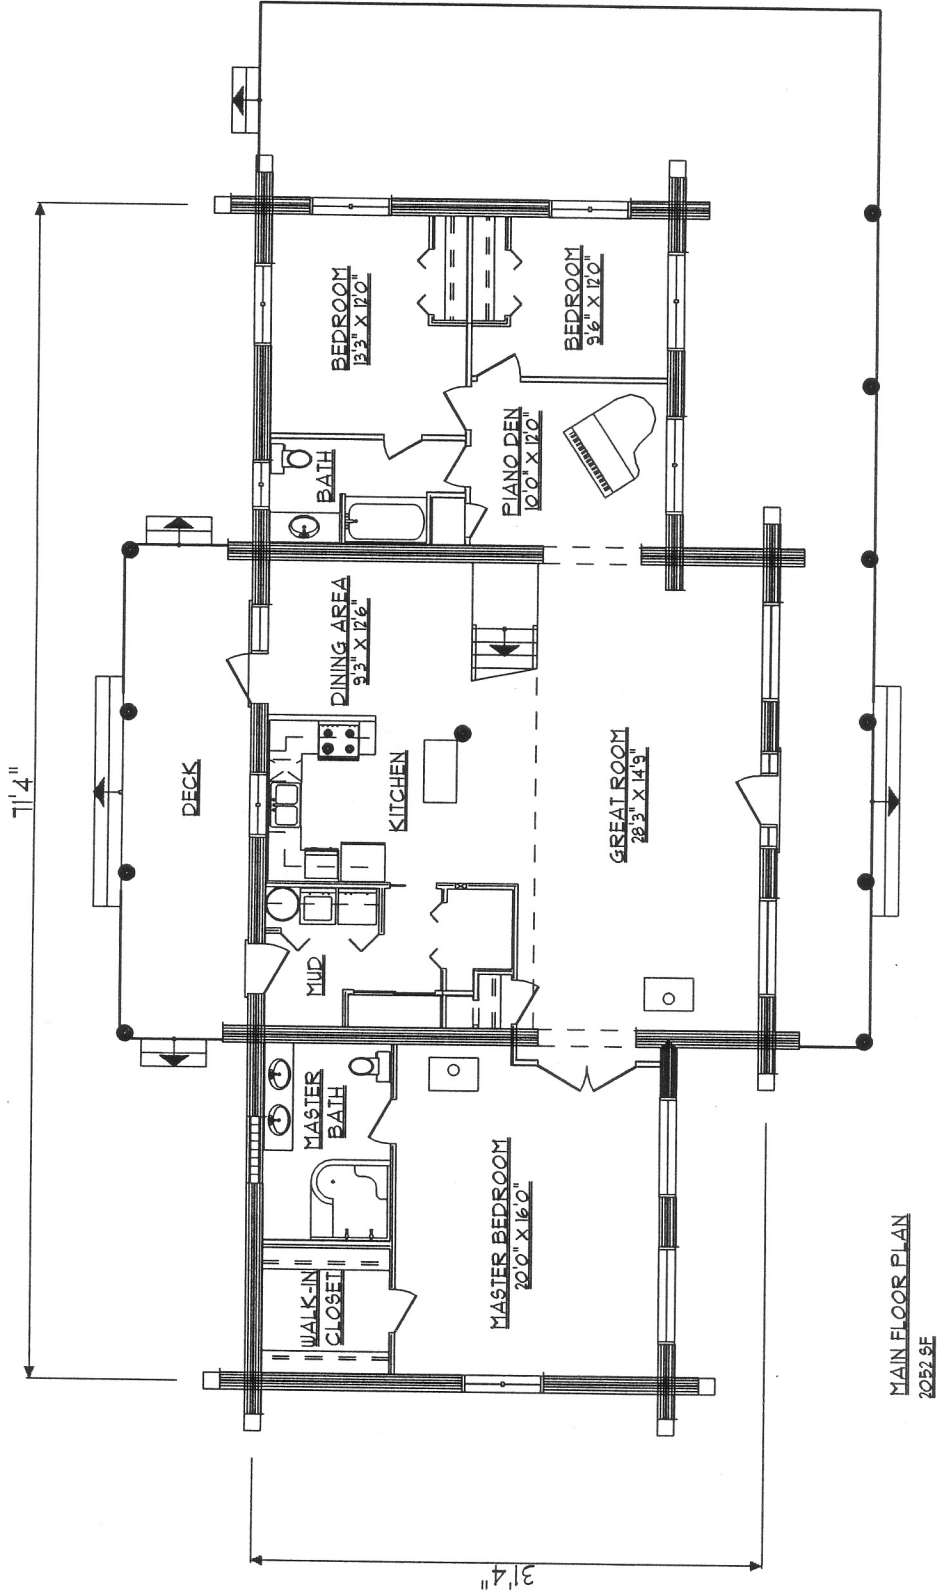 71'4"
DECK
BEDROOM
13'3" X 12'0"
BEDROOM
9'6" X 12'0"
BATH
PIANO DEN
10'0" X 12'0"
DINING AREA
9'3" X 12'6"
KITCHEN
GREAT ROOM
28'3" X 14'9"
MUD
MASTER
BATH
MASTER BEDROOM
20'0" X 16'0"
WALK-IN
CLOSET
31'4"
MAIN FLOOR PLAN
2052 SF